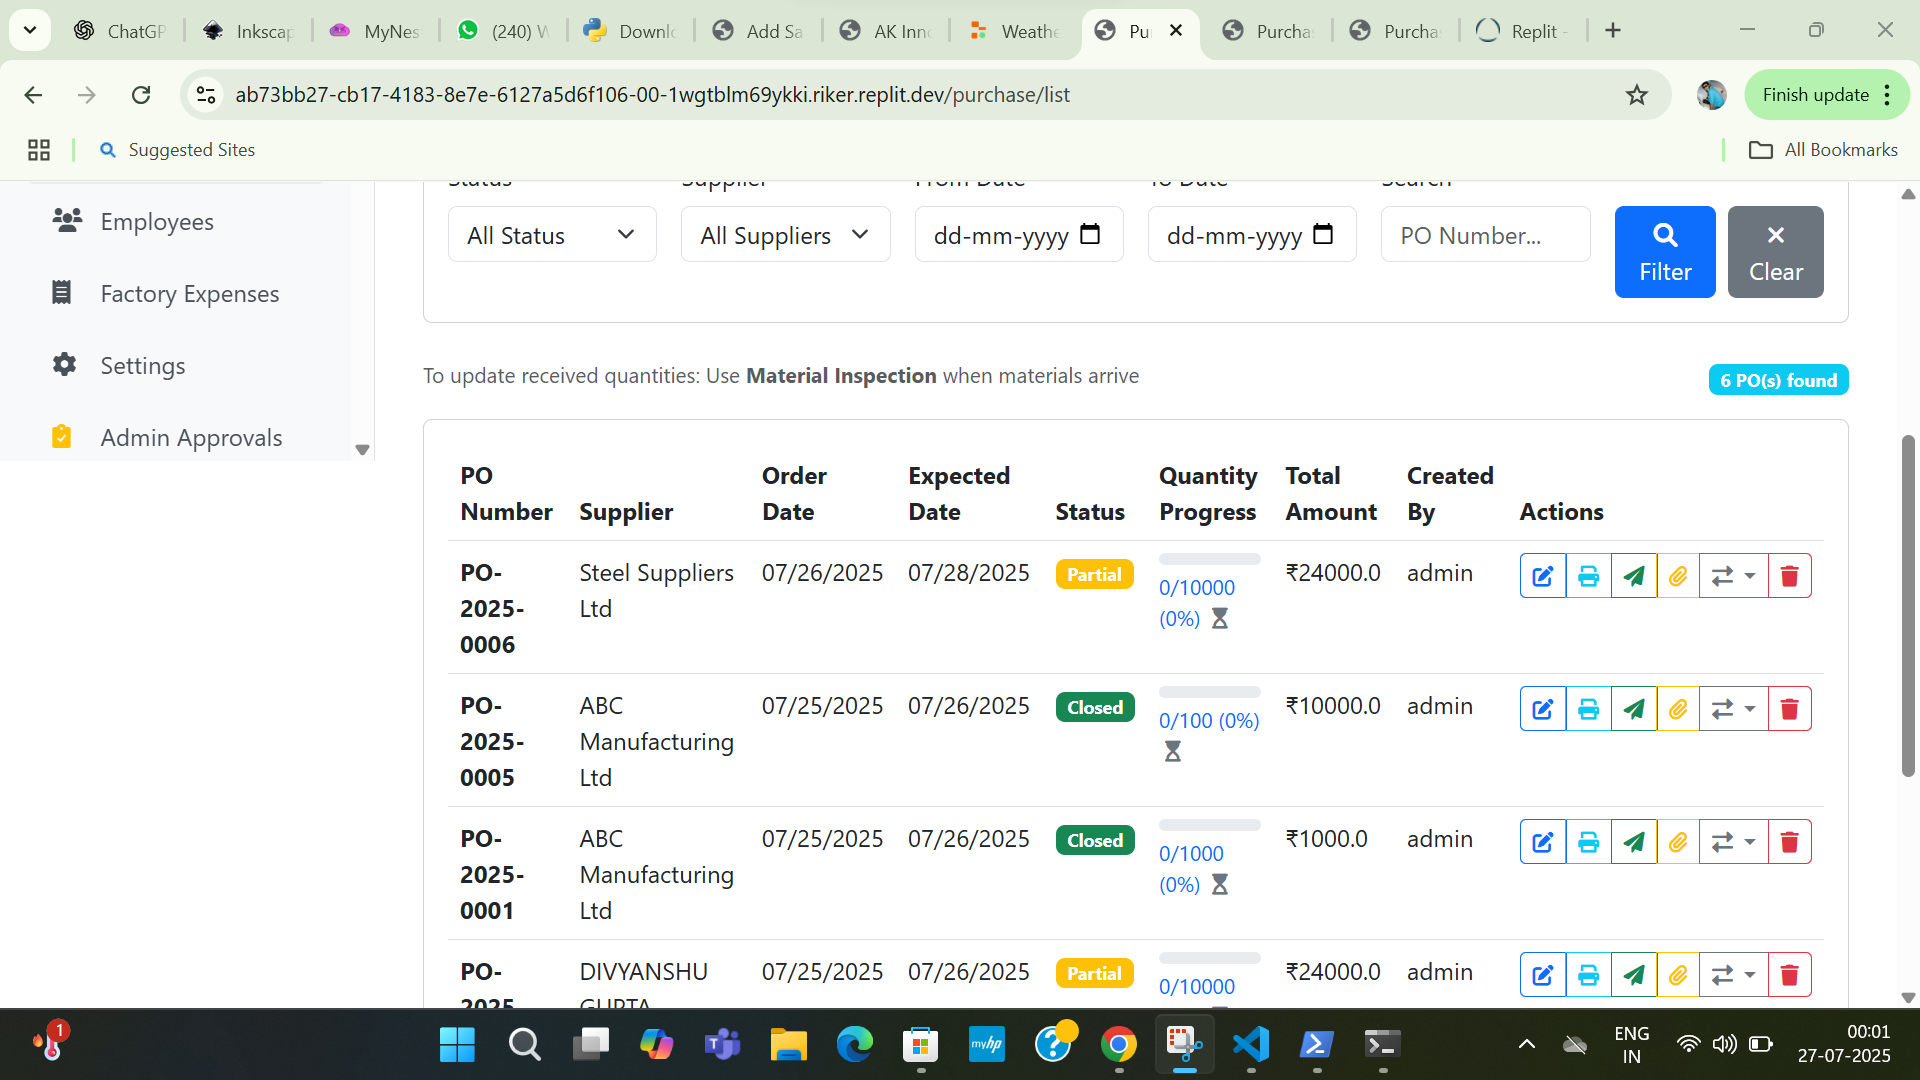 ChatGP
Inkscap
MyNes
(240) W
Downlo
Add Sa
AK Inno
Weathe
Pu
Purcha
Purcha
Replit -
ab73bb27-cb17-4183-8e7e-6127a5d6f106-00-1wgtblm69ykki.riker.replit.dev/purchase/list
Finish update
Suggested Sites
All Bookmarks
Employees
Factory Expenses
Settings
Admin Approvals
Status
Supplier
From Date
To Date
Search
All Status
All Suppliers
dd-mm-yyyy
dd-mm-yyyy
PO Number...
Filter
Clear
To update received quantities: Use Material Inspection when materials arrive
6 PO(s) found
PO Number
Supplier
Order Date
Expected Date
Status
Quantity Progress
Total Amount
Created By
Actions
PO-
2025-
0006
Steel Suppliers
Ltd
07/26/2025
07/28/2025
Partial
0/10000
(0%)
₹24000.0
admin
PO-
2025-
0005
ABC
Manufacturing
Ltd
07/25/2025
07/26/2025
Closed
0/100 (0%)
₹10000.0
admin
PO-
2025-
0001
ABC
Manufacturing
Ltd
07/25/2025
07/26/2025
Closed
0/1000
(0%)
₹1000.0
admin
PO-
2025-
DIVYANSHU
GUPTA
07/25/2025
07/26/2025
Partial
0/10000
₹24000.0
admin
1
myhp
ENG
IN
00:01
27-07-2025